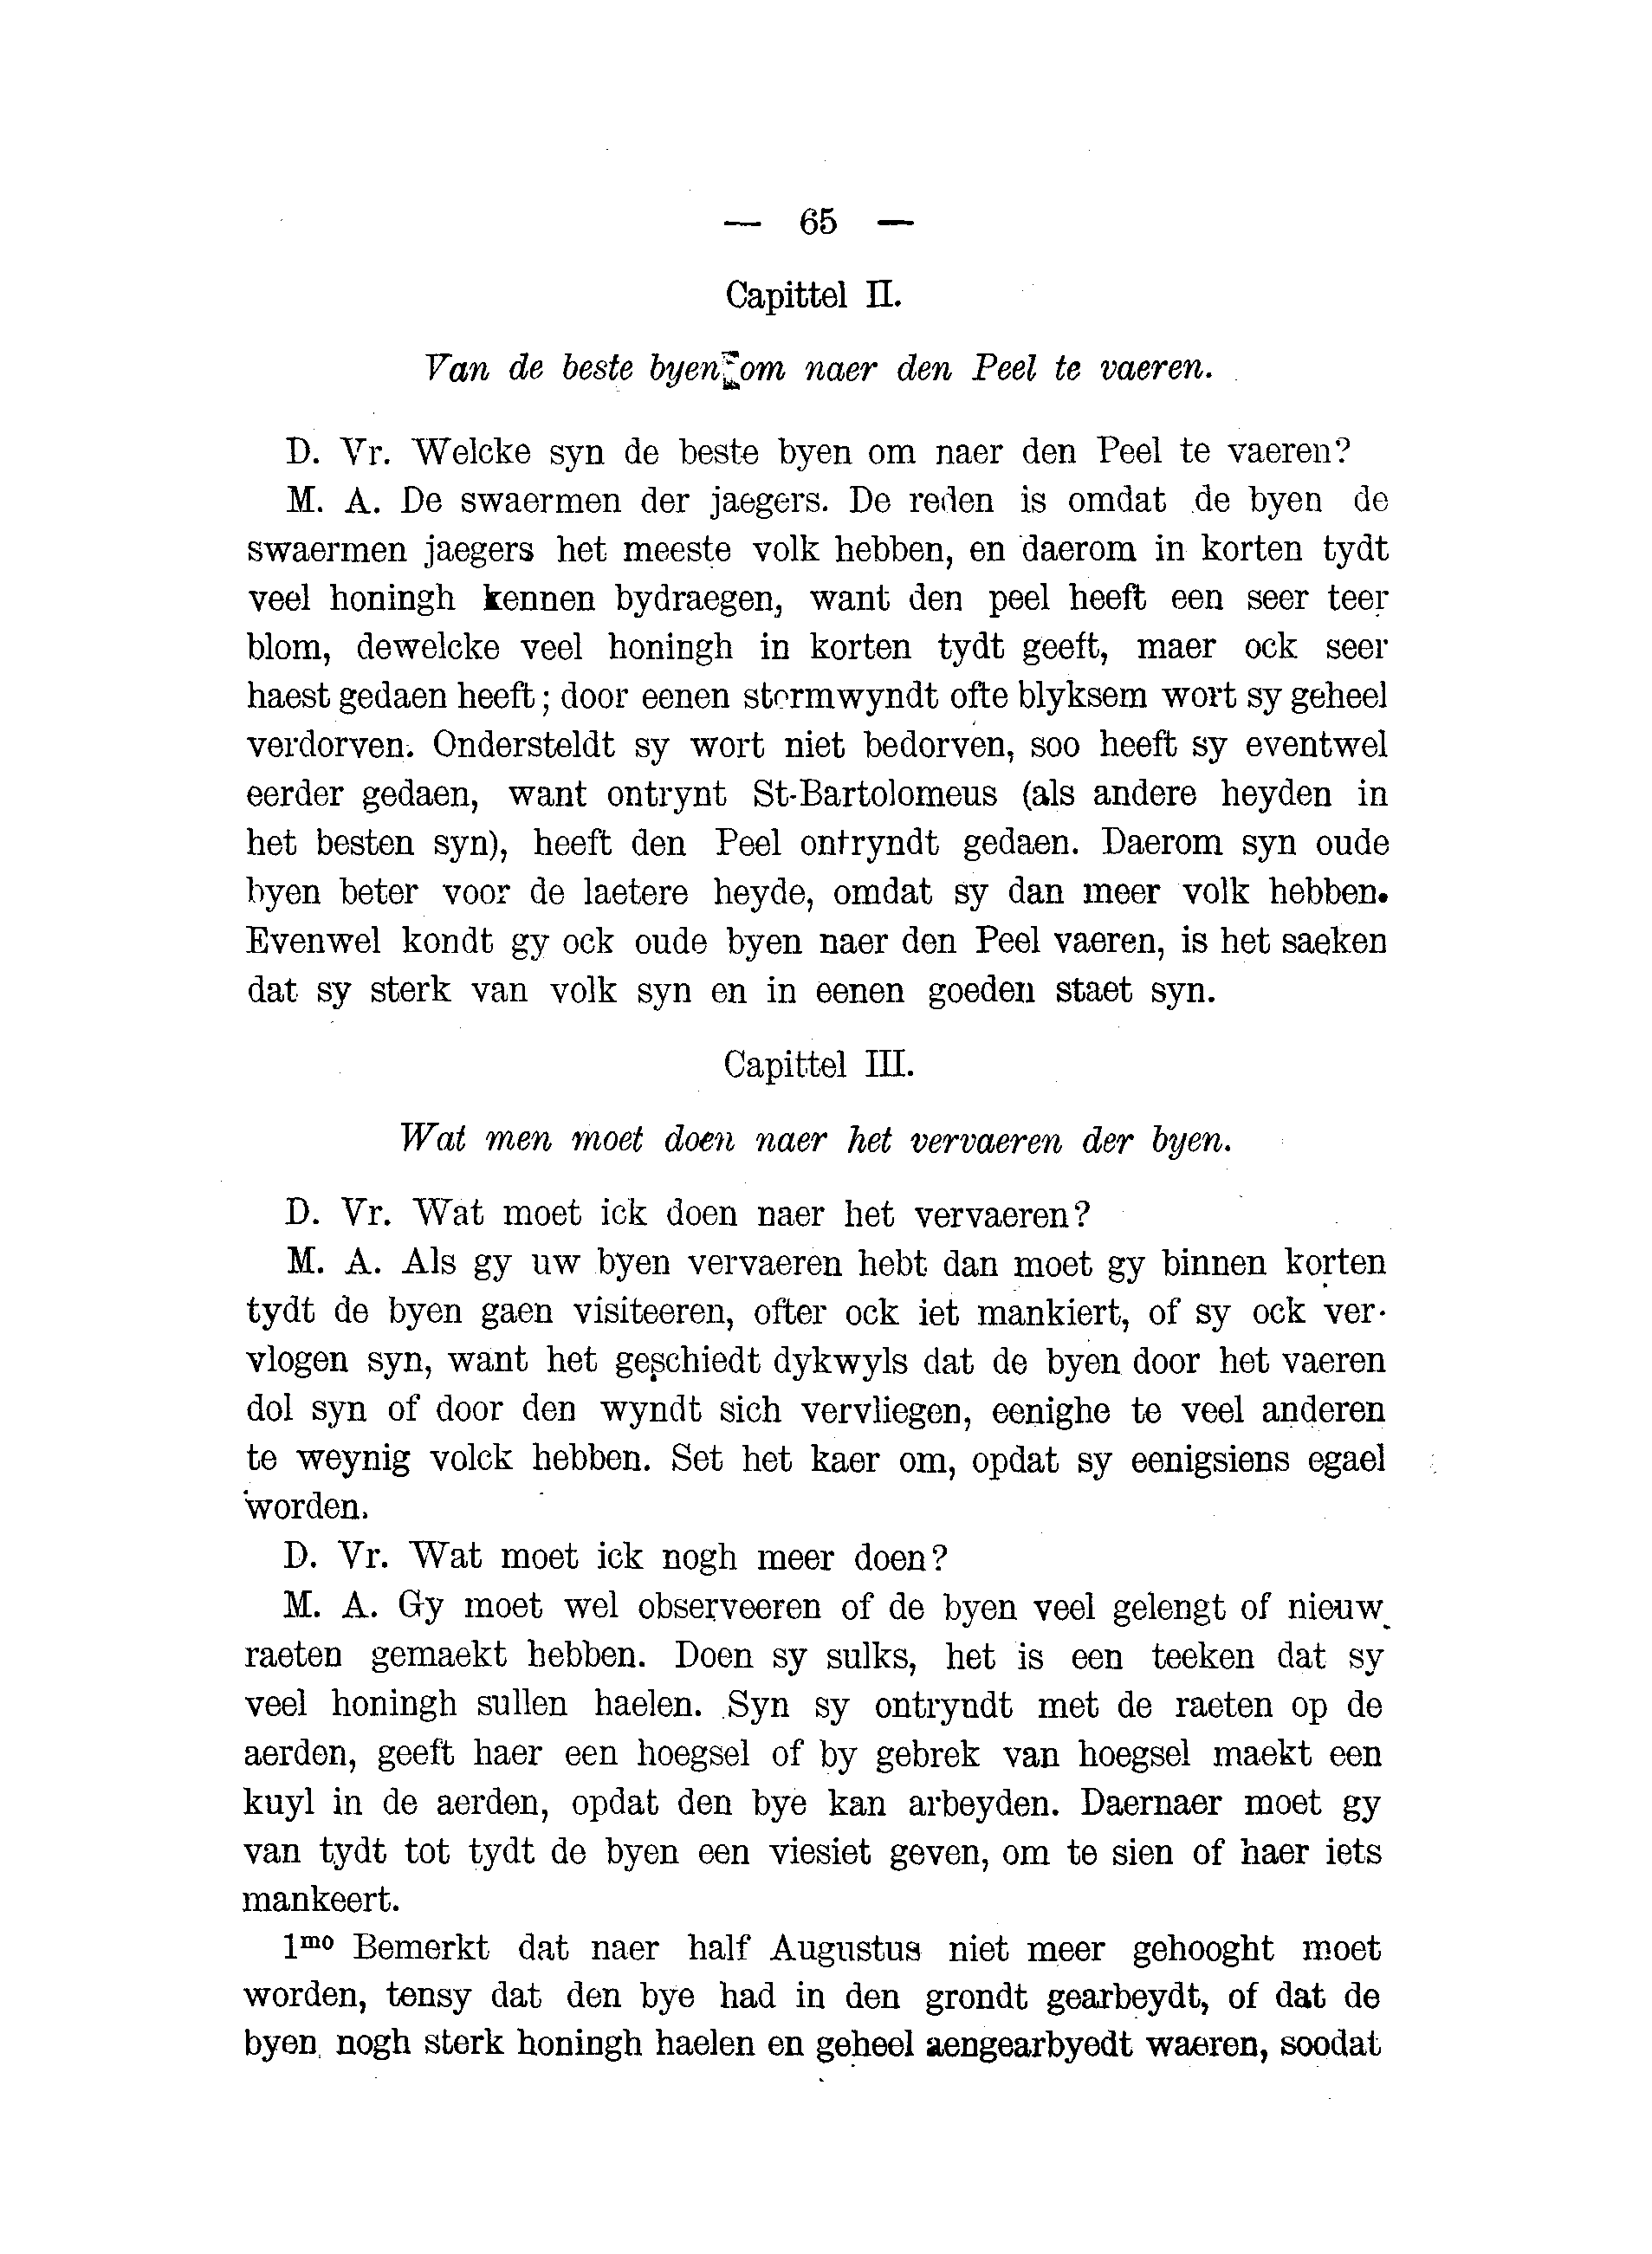 — 65 —
Capittel II.
Van de beste byen om naer den Peel te vaeren.
D. Vr. Welcke syn de beste byen om naer den Peel te vaeren?
M. A. De swaermen der jaegers. De reden is omdat de byen de
swaermen jaegers het meeste volk hebben, en daerom in korten tydt
veel honingh kennen bydraegen, want den peel heeft een seer teer
blom, dewelcke veel honingh in korten tydt geeft, maer ock seer
haest gedaen heeft; door eenen stormwyndt ofte blyksem wort sy geheel
verdorven. Ondersteldt sy wort niet bedorven, soo heeft sy eventwel
eerder gedaen, want ontrynt St-Bartolomeus (als andere heyden in
het besten syn), heeft den Peel ontryndt gedaen. Daerom syn oude
byen beter voor de laetere heyde, omdat sy dan meer volk hebben.
Evenwel kondt gy ock oude byen naer den Peel vaeren, is het saeken
dat sy sterk van volk syn en in eenen goeden staet syn.
Capittel III.
Wat men moet doen naer het vervaeren der byen.
D. Vr. Wat moet ick doen naer het vervaeren?
M. A. Als gy uw byen vervaeren hebt dan moet gy binnen korten
tydt de byen gaen visiteeren, ofter ock iet mankiert, of sy ock ver-
vlogen syn, want het geschiedt dykwyls dat de byen door het vaeren
dol syn of door den wyndt sich vervliegen, eenighe te veel anderen
te weynig volck hebben. Set het kaer om, opdat sy eenigsiens egael
worden.
D. Vr. Wat moet ick nogh meer doen?
M. A. Gy moet wel observeeren of de byen veel gelengt of nieuw
raeten gemaekt hebben. Doen sy sulks, het is een teeken dat sy
veel honingh sullen haelen. Syn sy ontryndt met de raeten op de
aerden, geeft haer een hoegsel of by gebrek van hoegsel maekt een
kuyl in de aerden, opdat den bye kan arbeyden. Daernaer moet gy
van tydt tot tydt de byen een viesiet geven, om te sien of haer iets
mankeert.
1mo Bemerkt dat naer half Augustus niet meer gehooght moet
worden, tensy dat den bye had in den grondt gearbeydt, of dat de
byen nogh sterk honingh haelen en geheel aengearbyedt waeren, soodat